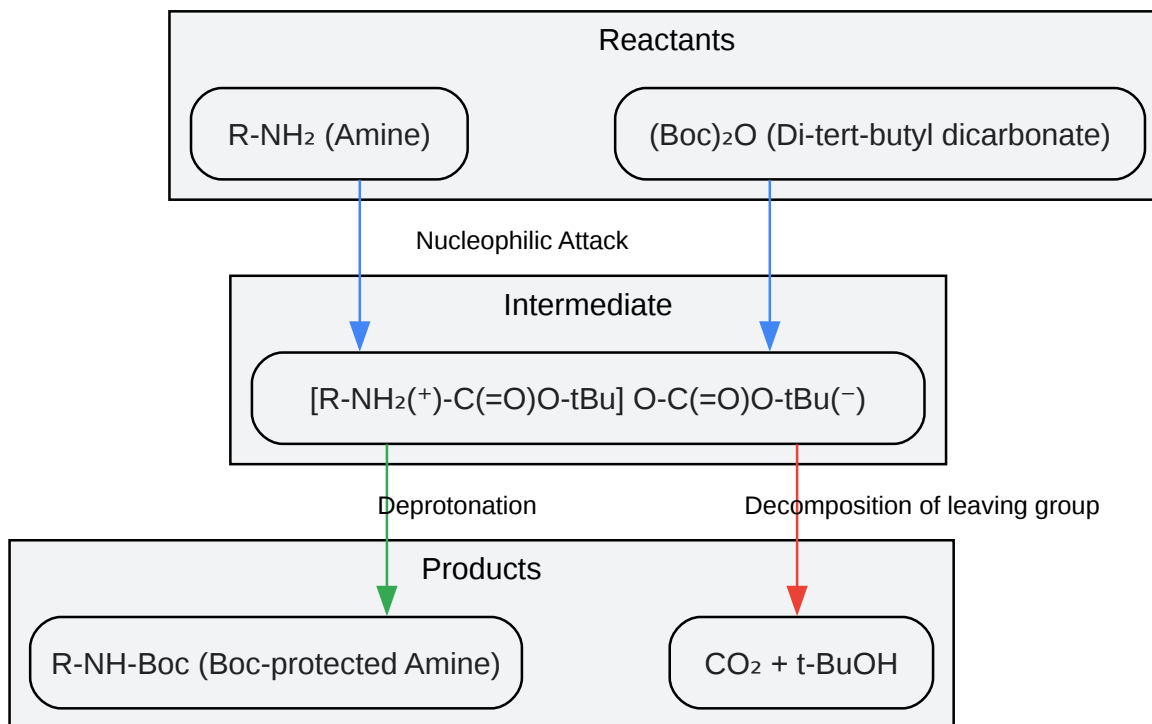 Reactants
R-NH₂ (Amine)
(Boc)₂O (Di-tert-butyl dicarbonate)
Nucleophilic Attack
Intermediate
[R-NH₂(⁺)-C(=O)O-tBu] O-C(=O)O-tBu(⁻)
Deprotonation
Decomposition of leaving group
Products
R-NH-Boc (Boc-protected Amine)
CO₂ + t-BuOH